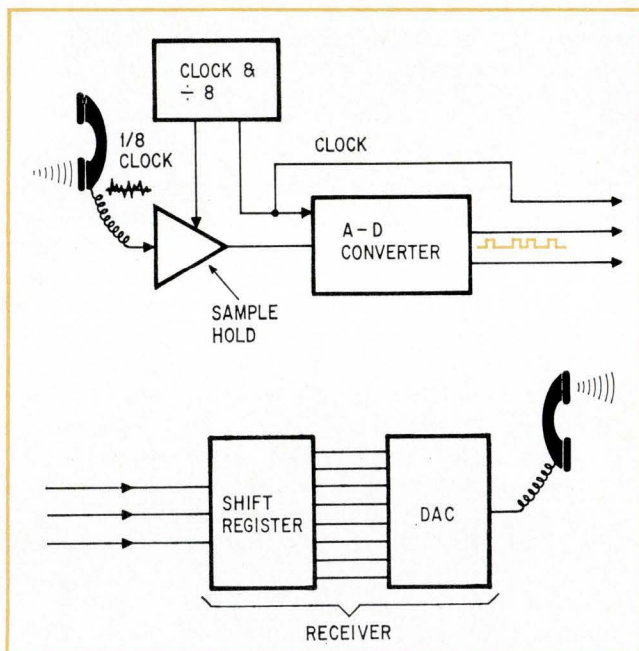 CLOCK &
÷ 8
1/8
CLOCK
CLOCK
A-D
CONVERTER
SAMPLE
HOLD
SHIFT
REGISTER
DAC
RECEIVER